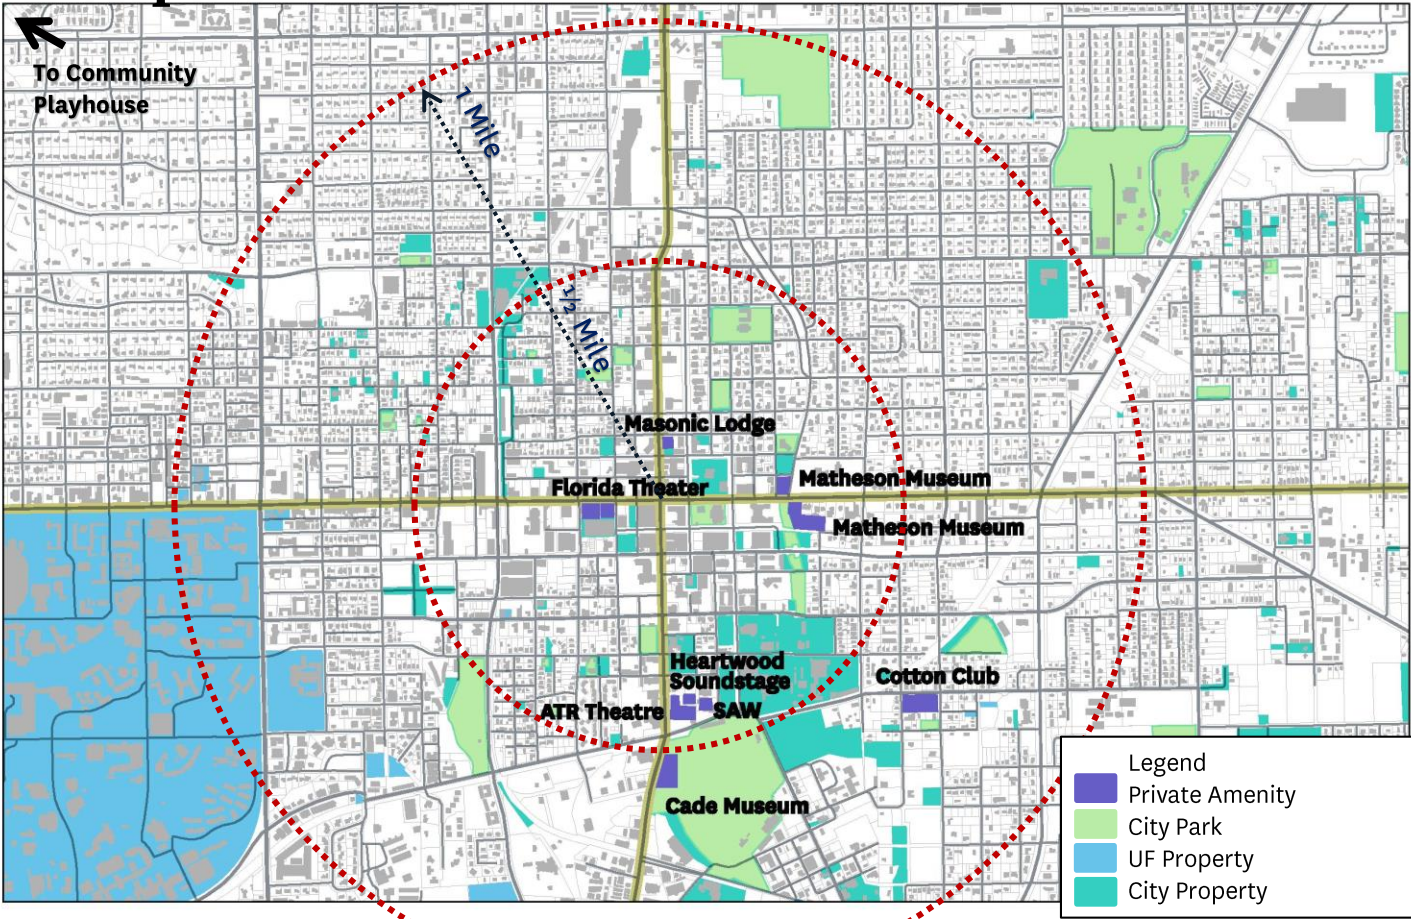 To Community
Playhouse
1 Mile
1/2 Mile
Masonic Lodge
Florida Theater
Matheson Museum
Matheson Museum
Heartwood
Soundstage
Cotton Club
ATR Theatre
SAW
Cade Museum
Legend
Private Amenity
City Park
UF Property
City Property